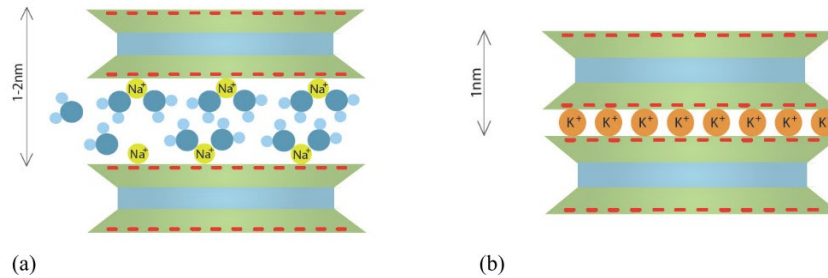 1-2nm
Na⁺ Na⁺ Na⁺
Na⁺ Na⁺ Na⁺
(a)
1nm
K⁺ K⁺ K⁺ K⁺ K⁺ K⁺ K⁺ K
(b)